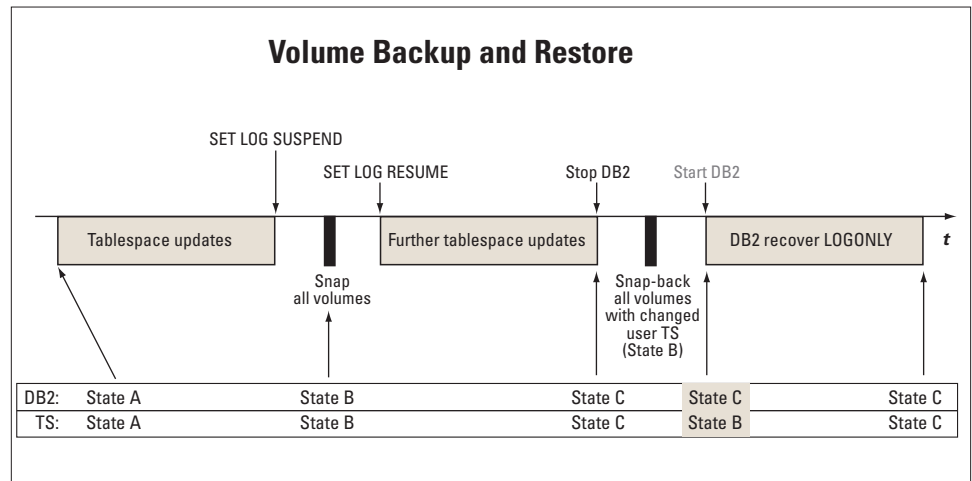 Volume Backup and Restore
SET LOG SUSPEND
SET LOG RESUME
Stop DB2
Start DB2
Tablespace updates
Further tablespace updates
DB2 recover LOGONLY
t
Snap
all volumes
Snap-back
all volumes
with changed
user TS
(State B)
DB2: State A State B State C State C State C
TS: State A State B State C State B State C